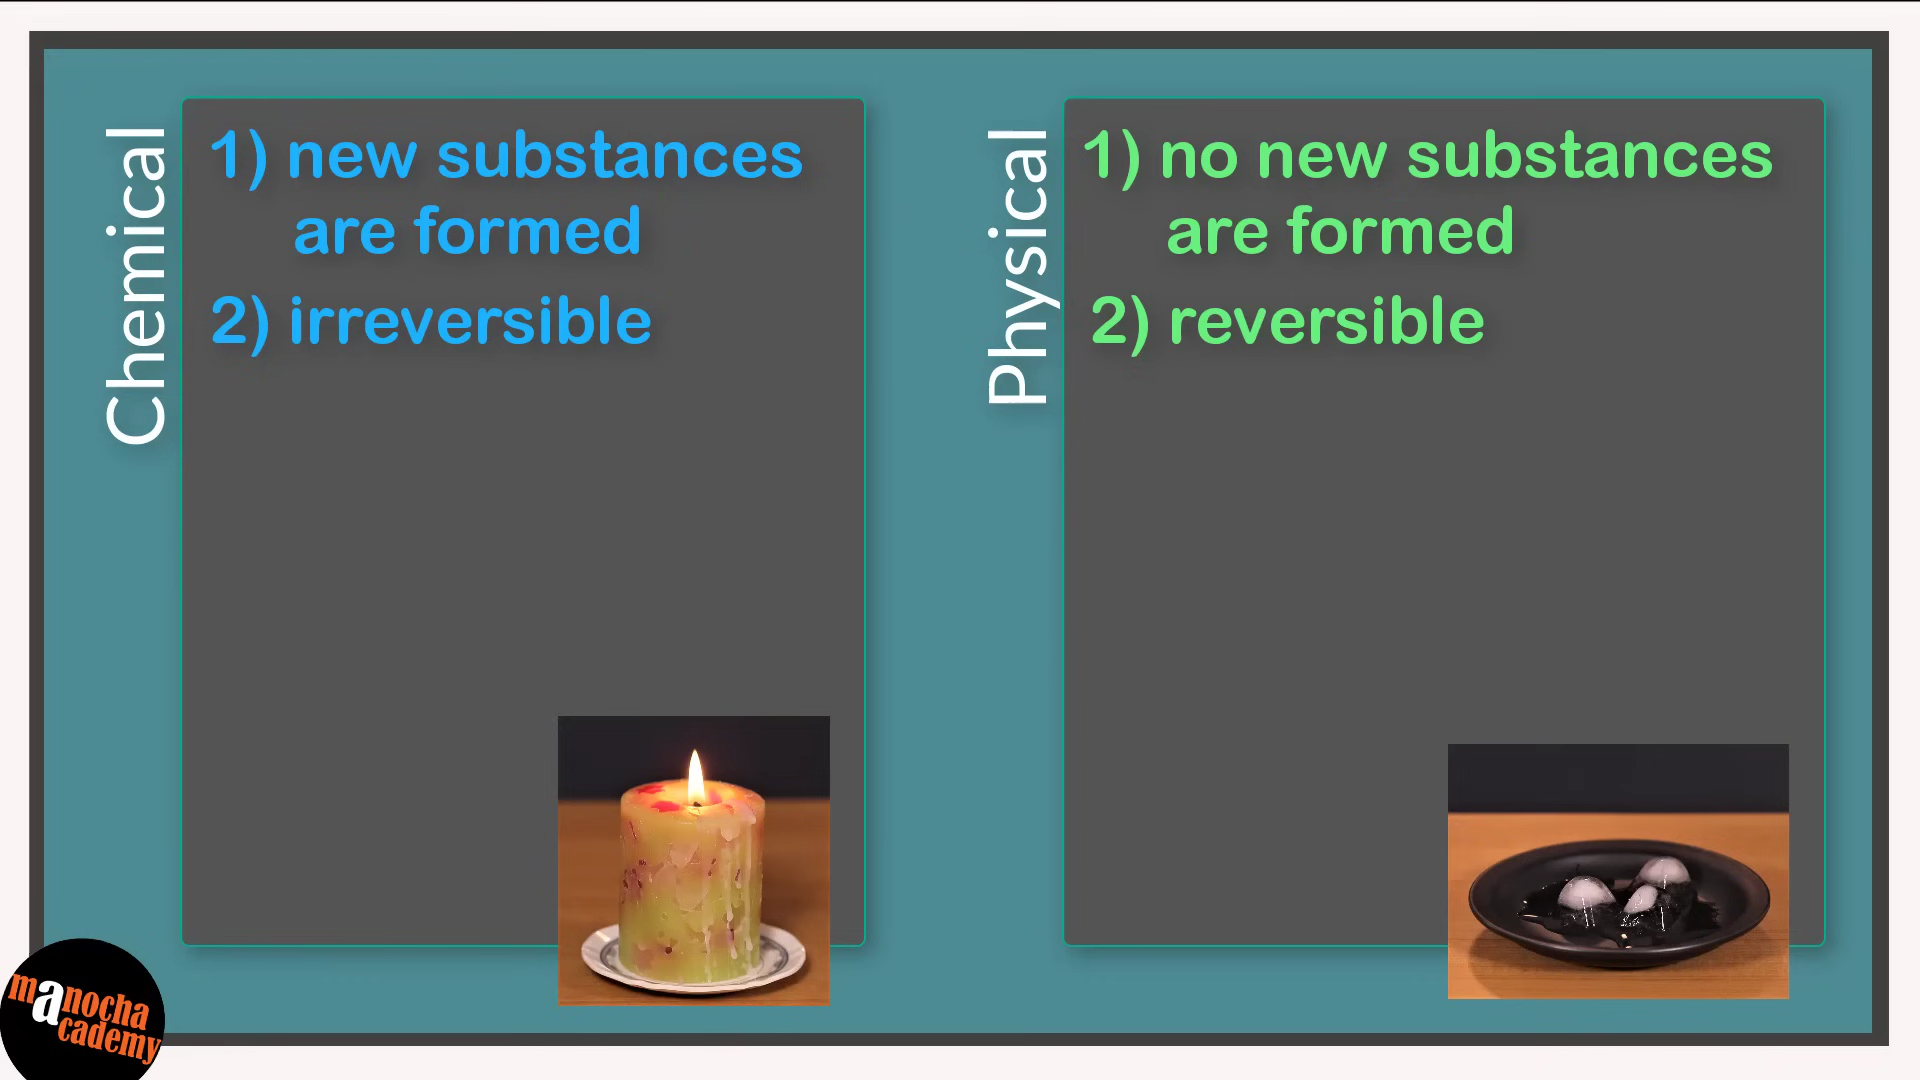 Chemical
1) new substances
are formed
2) irreversible
Physical
1) no new substances
are formed
2) reversible
manocha
academy